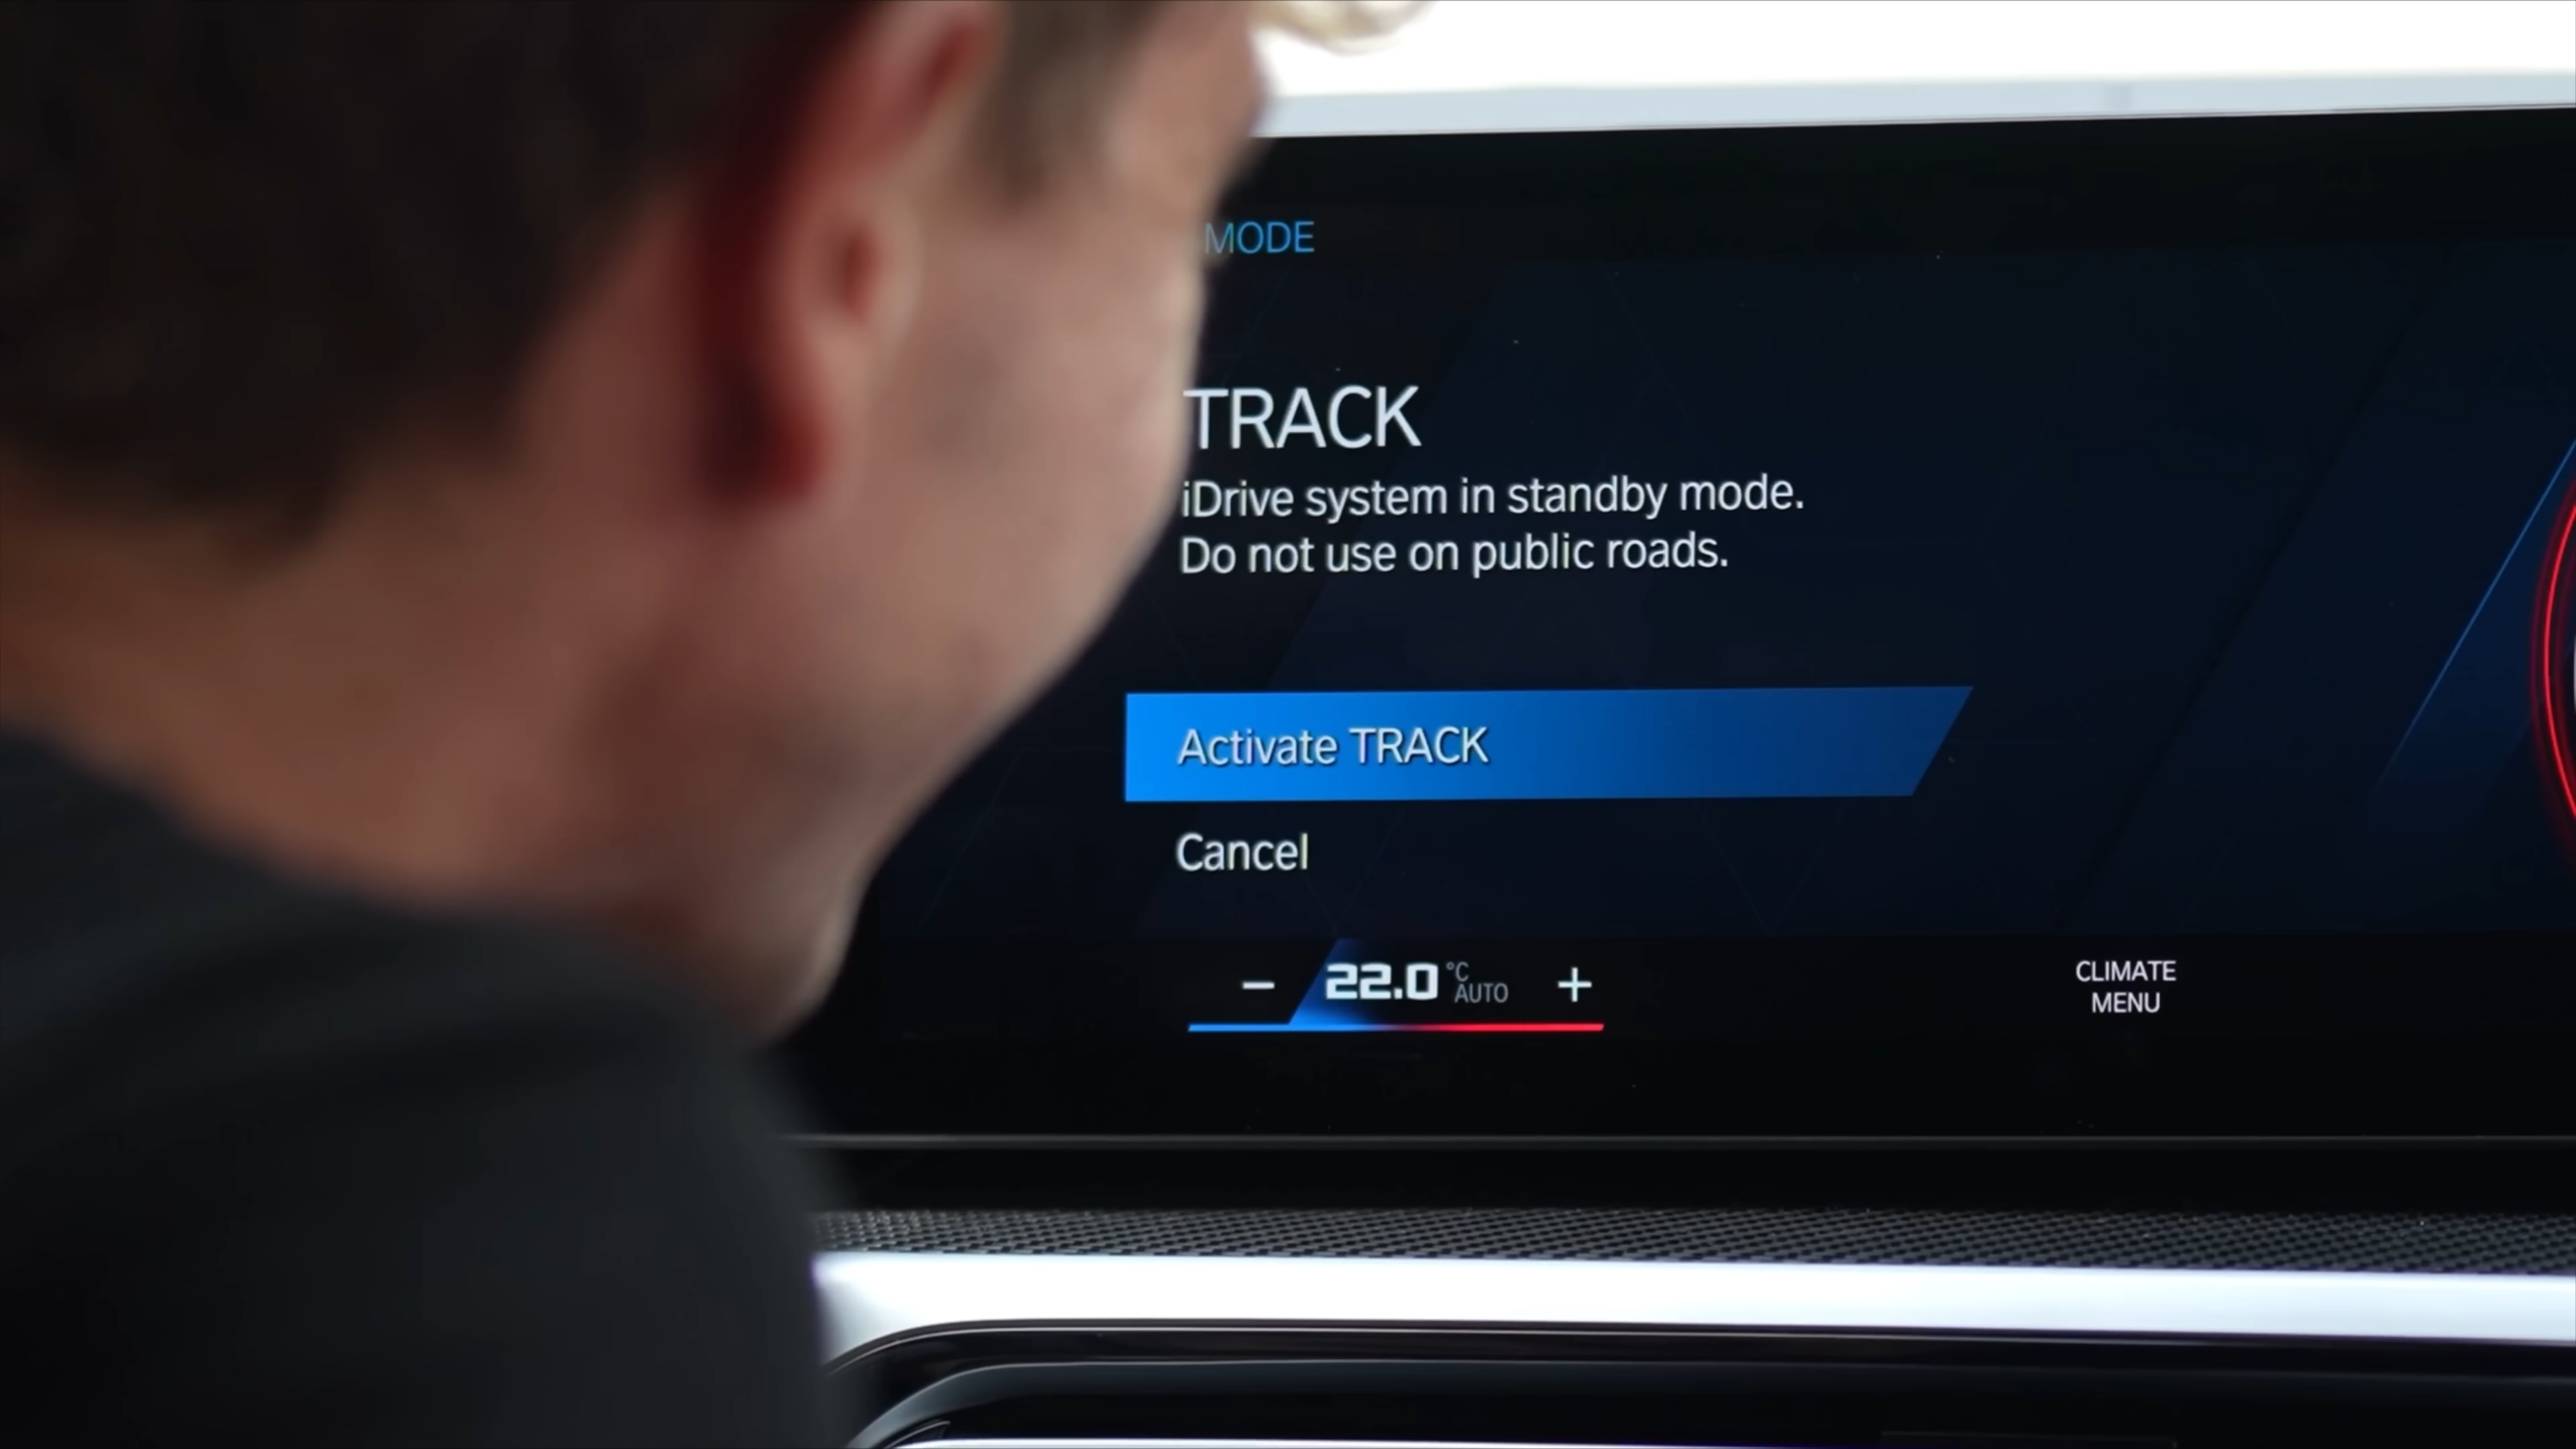 MODE
TRACK
iDrive system in standby mode.
Do not use on public roads.
Activate TRACK
Cancel
− 22.0 °C AUTO +
CLIMATE
MENU